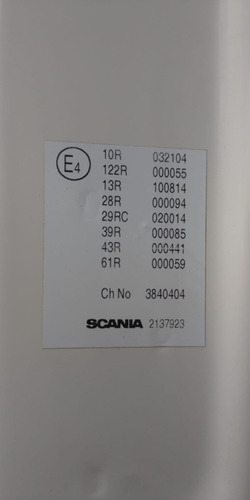 E4
10R 032104
122R 000055
13R 100814
28R 000094
29RC 020014
39R 000085
43R 000441
61R 000059
Ch No 3840404
SCANIA 2137923